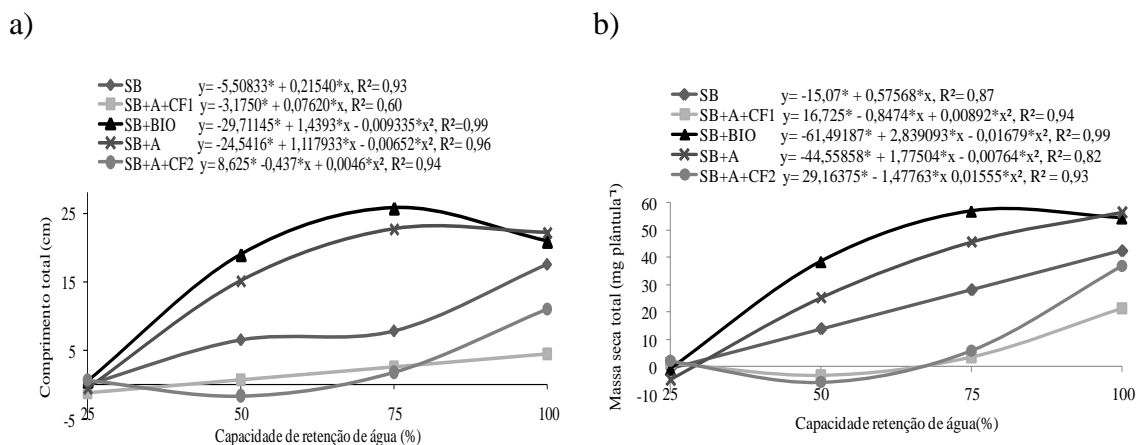 a)
SB y= -5,50833* + 0,21540*x, R²= 0,93
SB+A+CF1 y= -3,1750* + 0,07620*x, R²= 0,60
SB+BIO y= -29,71145* + 1,4393*x - 0,009335*x², R²=0,99
SB+A y= -24,5416* + 1,117933*x - 0,00652*x², R²= 0,96
SB+A+CF2 y= 8,625* -0,437*x + 0,0046*x², R²= 0,94
Comprimento total (cm)
25
15
5
-5
25 50 75 100
Capacidade de retenção de água (%)
b)
SB y= -15,07* + 0,57568*x, R² = 0,87
SB+A+CF1 y= 16,725* - 0,8474*x + 0,00892*x², R² = 0,94
SB+BIO y= -61,49187* + 2,839093*x - 0,01679*x², R² =0,99
SB+A y= -44,55858* + 1,77504*x - 0,00764*x², R² = 0,82
SB+A+CF2 y= 29,16375* - 1,47763*x 0,01555*x², R² = 0,93
Massa seca total (mg plântula⁻¹)
60
50
40
30
20
10
0
-10
25 50 75 100
Capacidade retenção de água(%)